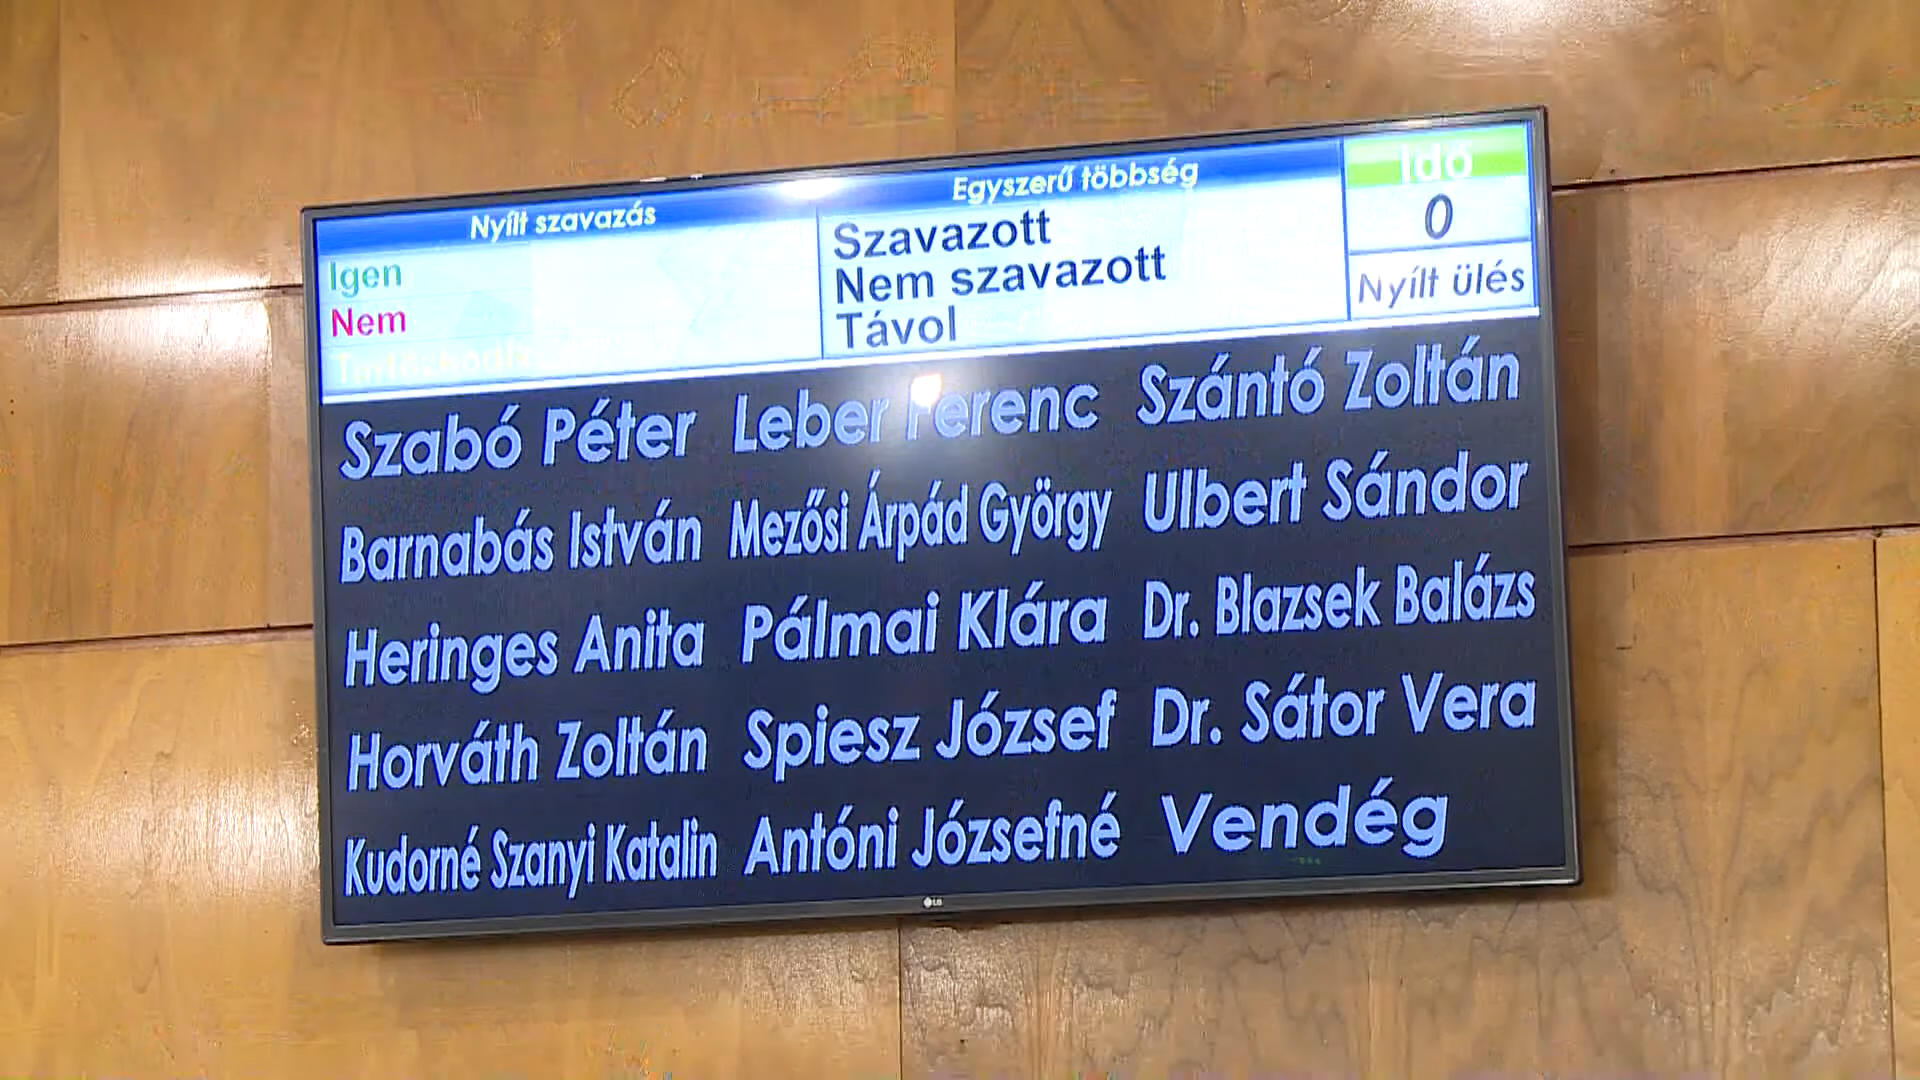 Nyílt szavazás
Egyszerű többség
Idő
Igen
Nem
Szavazott
Nem szavazott
Távol
0
Nyílt ülés
Szabó Péter Leber Ferenc Szántó Zoltán
Barnabás István Mezősi Árpád György Ulbert Sándor
Heringes Anita Pálmai Klára Dr. Blazsek Balázs
Horváth Zoltán Spiesz József Dr. Sátor Vera
Kudorné Szanyi Katalin Antóni Józsefné Vendég
LG